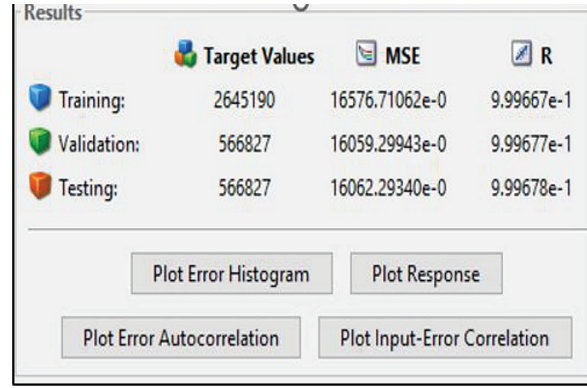 Results
Target Values MSE R
Training: 2645190 16576.71062e-0 9.99667e-1
Validation: 566827 16059.29943e-0 9.99677e-1
Testing: 566827 16062.29340e-0 9.99678e-1
Plot Error Histogram Plot Response
Plot Error Autocorrelation Plot Input-Error Correlation